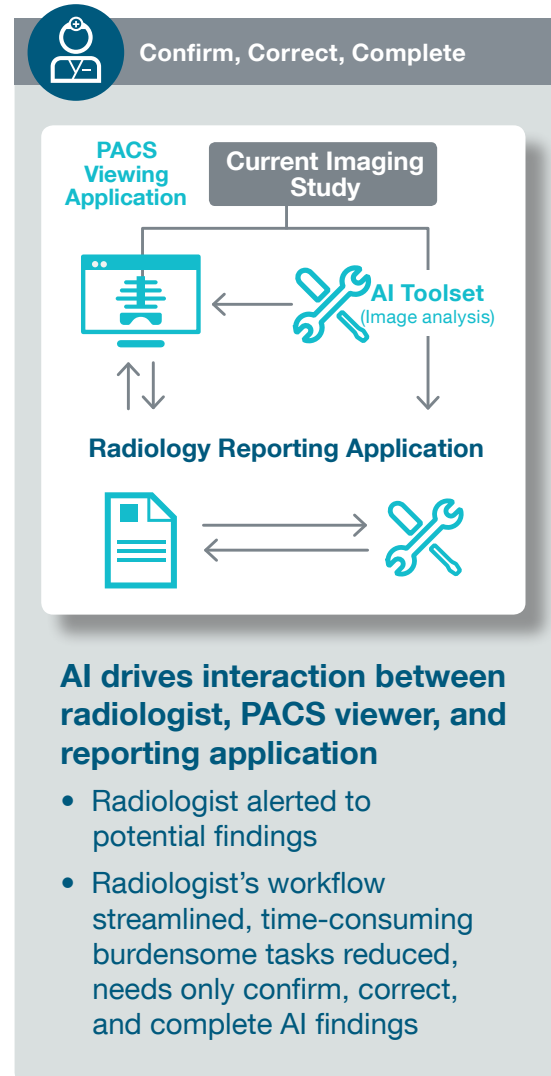 Confirm, Correct, Complete
PACS
Viewing
Application
Current Imaging
Study
AI Toolset
(Image analysis)
Radiology Reporting Application
AI drives interaction between
radiologist, PACS viewer, and
reporting application
• Radiologist alerted to
potential findings
• Radiologist’s workflow
streamlined, time-consuming
burdensome tasks reduced,
needs only confirm, correct,
and complete AI findings